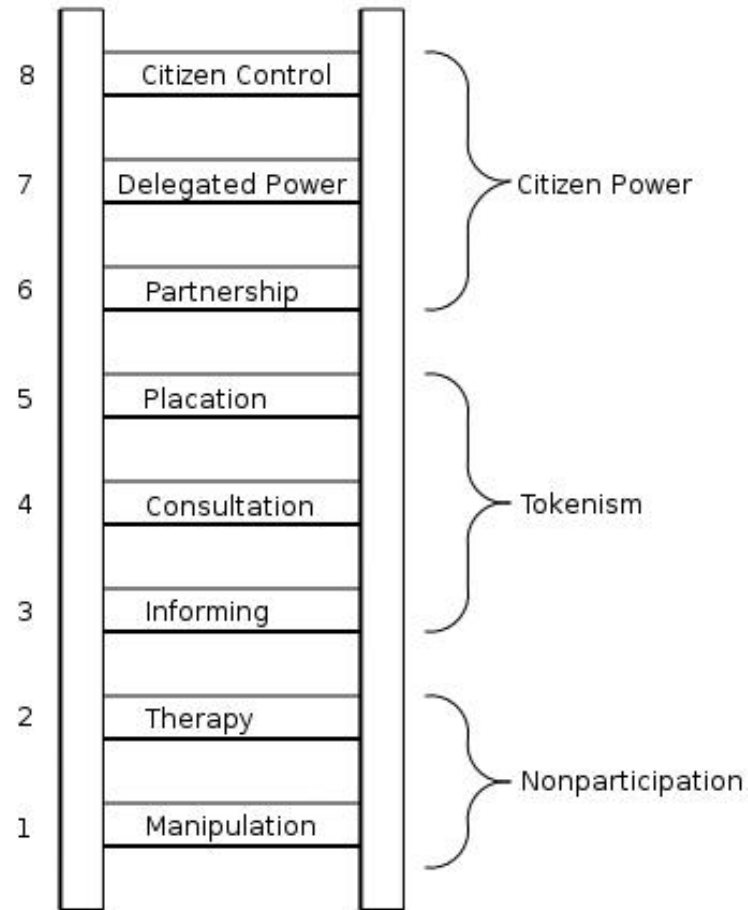 8 Citizen Control
7 Delegated Power
Citizen Power
6 Partnership
5 Placation
4 Consultation
Tokenism
3 Informing
2 Therapy
Nonparticipation
1 Manipulation